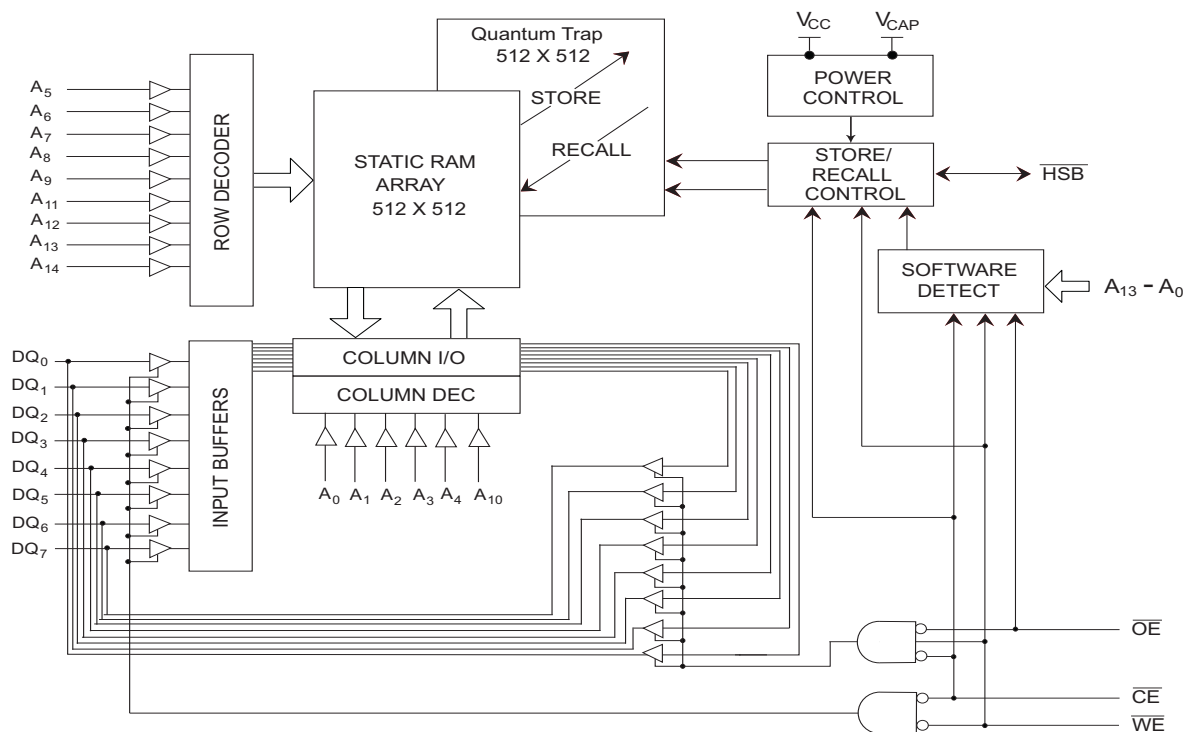 Quantum Trap
512 X 512
STORE
RECALL
STATIC RAM
ARRAY
512 X 512
ROW DECODER
A5
A6
A7
A8
A9
A11
A12
A13
A14
VCC
VCAP
POWER
CONTROL
STORE/
RECALL
CONTROL
HSB
SOFTWARE
DETECT
A13 - A0
COLUMN I/O
COLUMN DEC
A0
A1
A2
A3
A4
A10
INPUT BUFFERS
DQ0
DQ1
DQ2
DQ3
DQ4
DQ5
DQ6
DQ7
OE
CE
WE